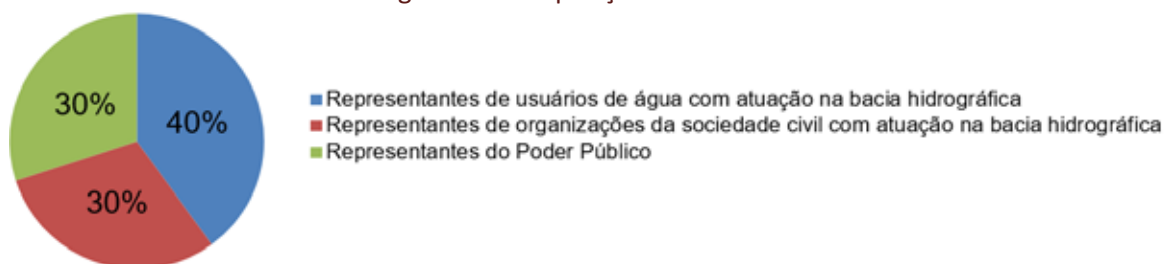 30%
40%
30%
Representantes de usuários de água com atuação na bacia hidrográfica
Representantes de organizações da sociedade civil com atuação na bacia hidrográfica
Representantes do Poder Público